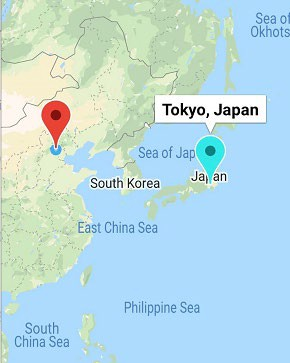 Sea of
Okhots
Tokyo, Japan
Sea of Jap
Japan
South Korea
East China Sea
Philippine Sea
South
China Sea